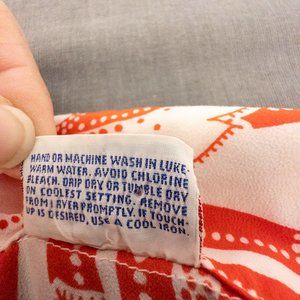 HAND OR MACHINE WASH IN LUKE-
WARM WATER, AVOID CHLORINE
BLEACH. DRIP DRY OR TUMBLE DRY
ON COOLEST SETTING. REMOVE
FROM DRYER PROMPTLY. IF TOUCH-
UP IS DESIRED, USE A COOL IRON.